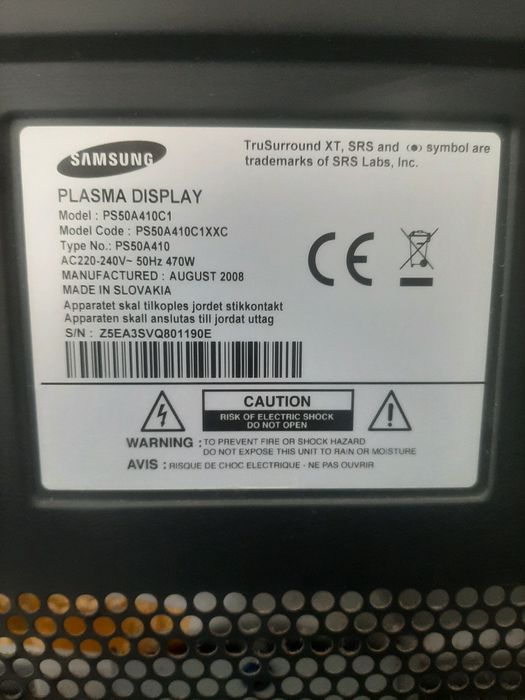 SAMSUNG
TruSurround XT, SRS and (●) symbol are
trademarks of SRS Labs, Inc.
PLASMA DISPLAY
Model : PS50A410C1
Model Code : PS50A410C1XXC
Type No.: PS50A410
AC220-240V~ 50Hz 470W
MANUFACTURED : AUGUST 2008
MADE IN SLOVAKIA
Apparatet skal tilkoples jordet stikkontakt
Apparaten skall anslutas till jordat uttag
S/N : Z5EA3SVQ801190E
CE
CAUTION
RISK OF ELECTRIC SHOCK
DO NOT OPEN
WARNING : TO PREVENT FIRE OR SHOCK HAZARD
DO NOT EXPOSE THIS UNIT TO RAIN OR MOISTURE
AVIS : RISQUE DE CHOC ELECTRIQUE - NE PAS OUVRIR